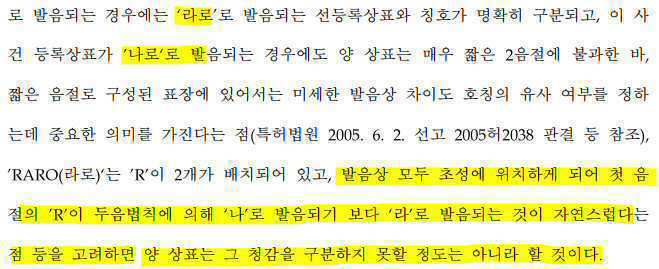 로 발음되는 경우에는 '라로'로 발음되는 선등록상표와 칭호가 명확히 구분되고, 이 사
건 등록상표가 '나로'로 발음되는 경우에도 양 상표는 매우 짧은 2음절에 불과한 바,
짧은 음절로 구성된 표장에 있어서는 미세한 발음상 차이도 호칭의 유사 여부를 정하
는데 중요한 의미를 가진다는 점(특허법원 2005. 6. 2. 선고 2005허2038 판결 등 참조),
'RARO(라로)'는 'R'이 2개가 배치되어 있고, 발음상 모두 초성에 위치하게 되어 첫 음
절의 'R'이 두음법칙에 의해 '나'로 발음되기 보다 '라'로 발음되는 것이 자연스럽다는
점 등을 고려하면 양 상표는 그 청감을 구분하지 못할 정도는 아니라 할 것이다.